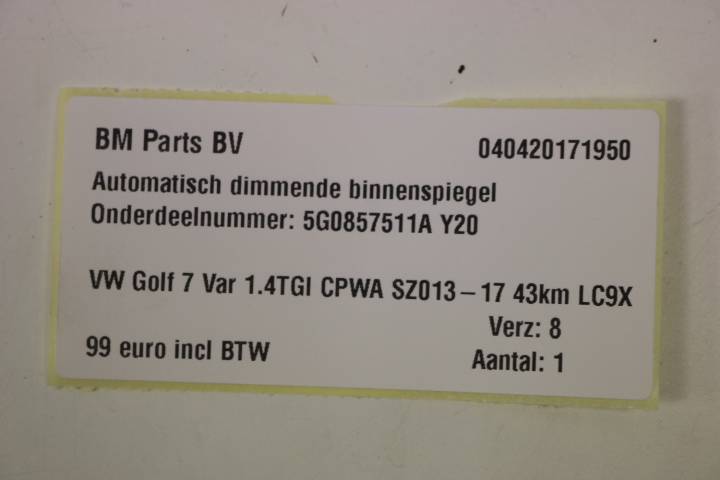 BM Parts BV 040420171950
Automatisch dimmende binnenspiegel
Onderdeelnummer: 5G0857511A Y20
VW Golf 7 Var 1.4TGI CPWA SZ013-17 43km LC9X
Verz: 8
99 euro incl BTW Aantal: 1